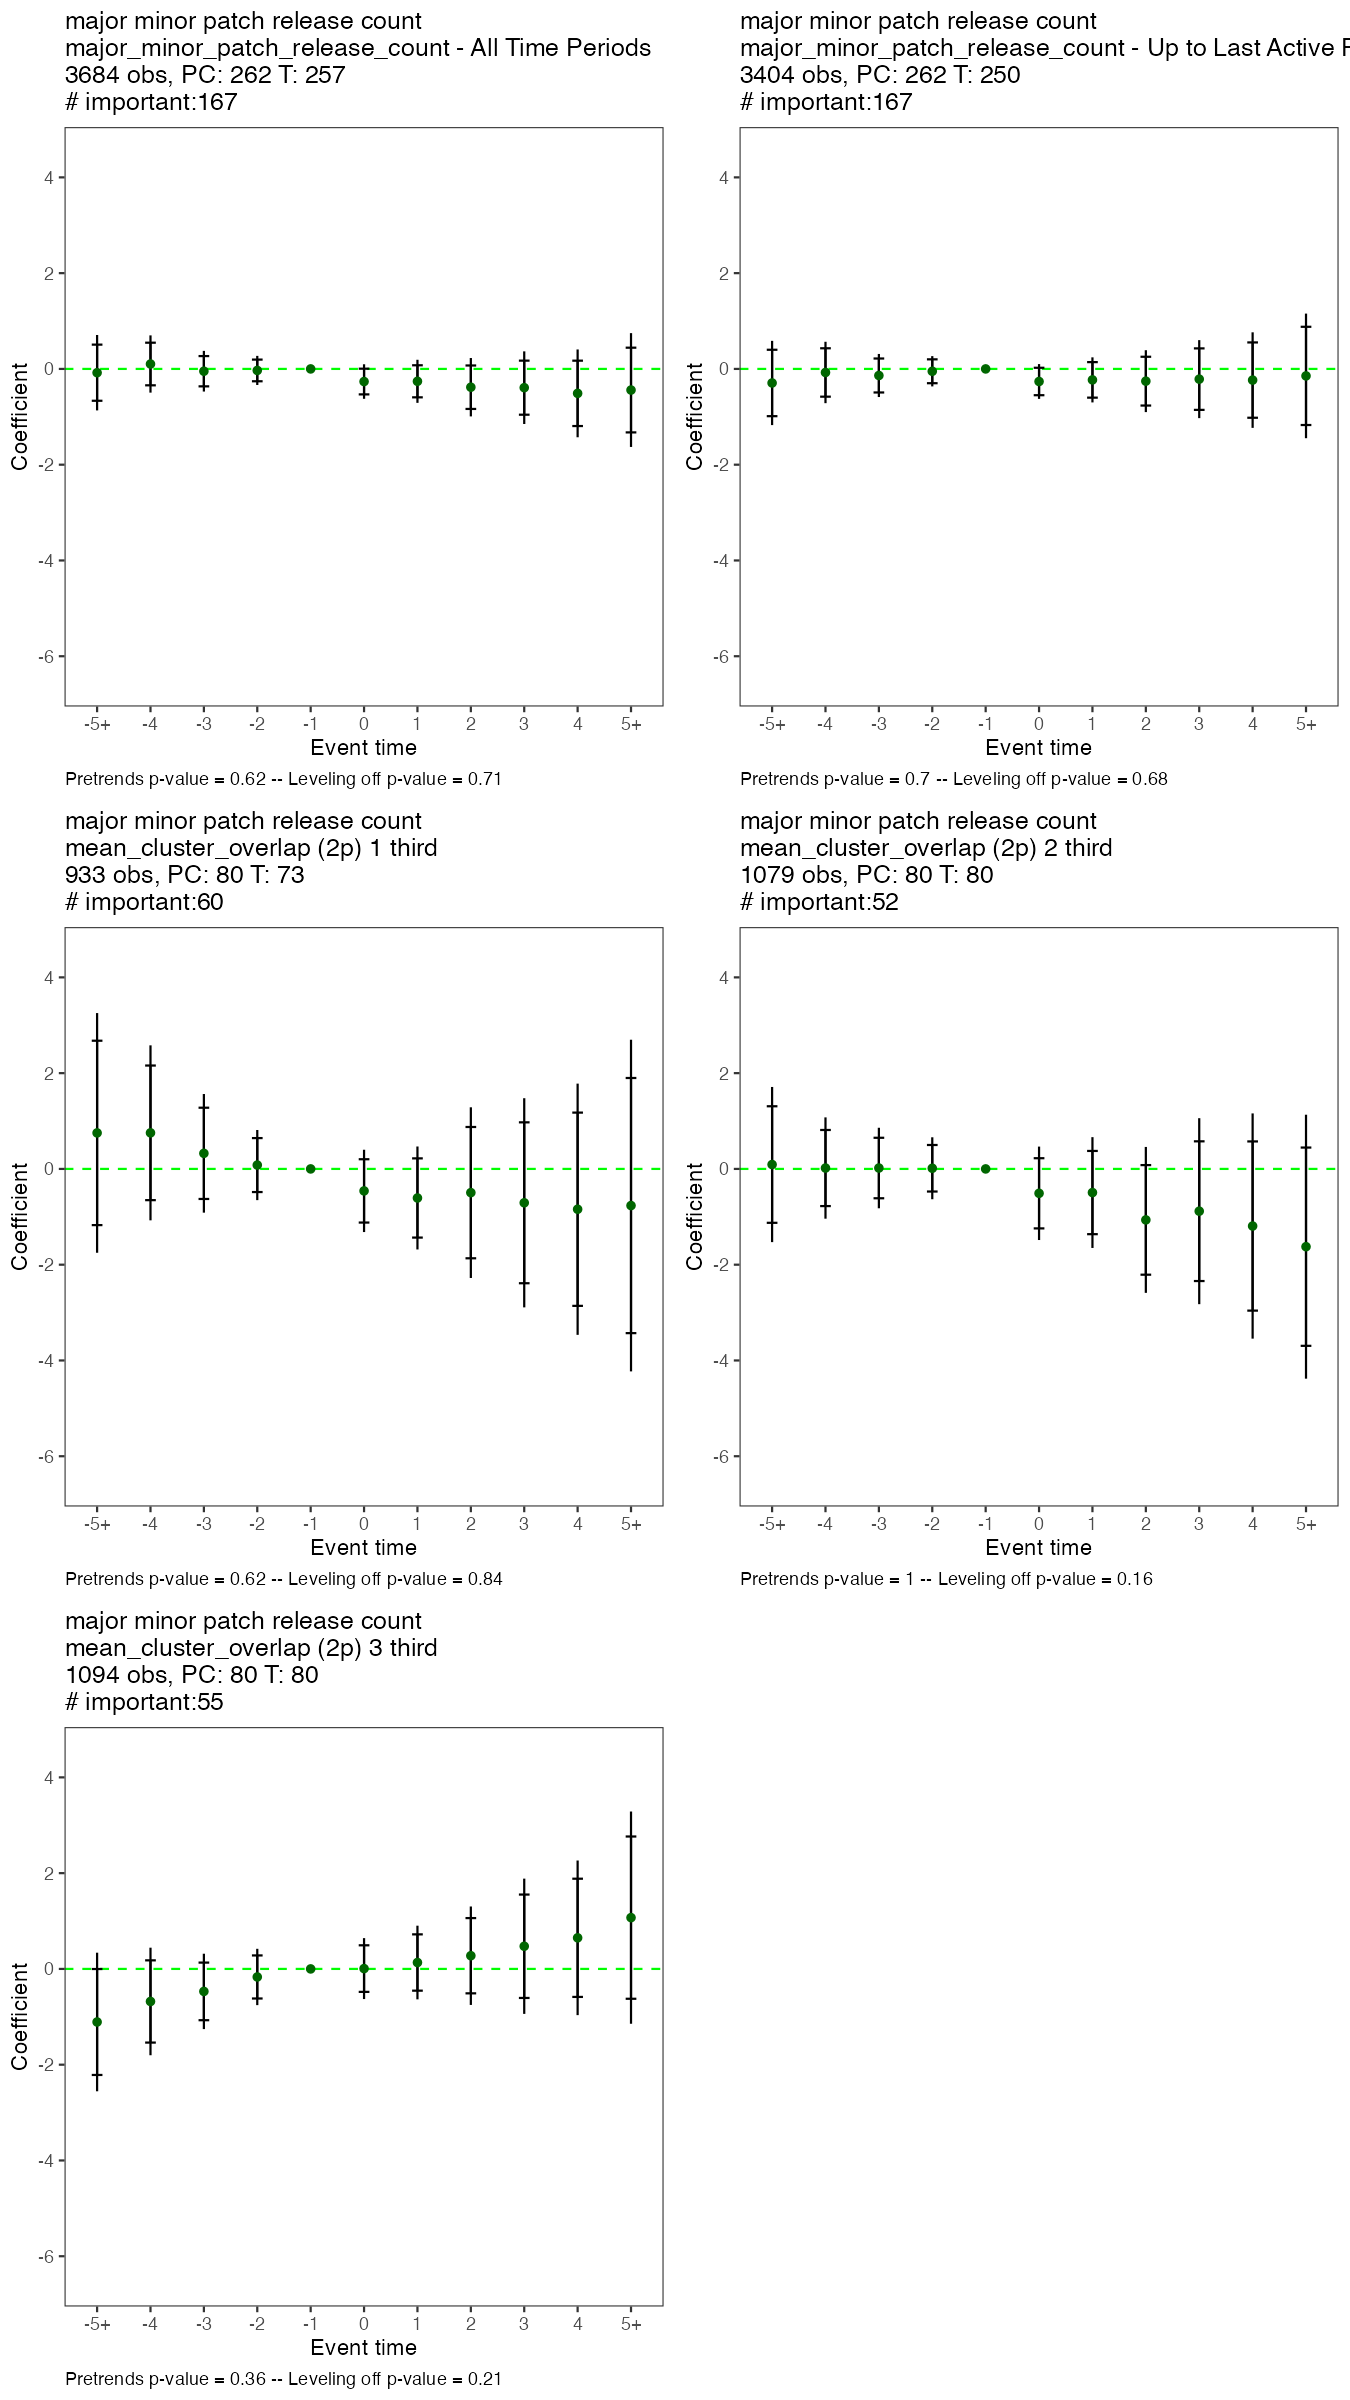 major minor patch release count
major_minor_patch_release_count - All Time Periods
3684 obs, PC: 262 T: 257
# important:167
4
2
0
-2
-4
-6
Coefficient
-5+ -4 -3 -2 -1 0 1 2 3 4 5+
Event time
Pretrends p-value = 0.62 -- Leveling off p-value = 0.71
major minor patch release count
major_minor_patch_release_count - Up to Last Active
3404 obs, PC: 262 T: 250
# important:167
4
2
0
-2
-4
-6
Coefficient
-5+ -4 -3 -2 -1 0 1 2 3 4 5+
Event time
Pretrends p-value = 0.7 -- Leveling off p-value = 0.68
major minor patch release count
mean_cluster_overlap (2p) 1 third
933 obs, PC: 80 T: 73
# important:60
4
2
0
-2
-4
-6
Coefficient
-5+ -4 -3 -2 -1 0 1 2 3 4 5+
Event time
Pretrends p-value = 0.62 -- Leveling off p-value = 0.84
major minor patch release count
mean_cluster_overlap (2p) 2 third
1079 obs, PC: 80 T: 80
# important:52
4
2
0
-2
-4
-6
Coefficient
-5+ -4 -3 -2 -1 0 1 2 3 4 5+
Event time
Pretrends p-value = 1 -- Leveling off p-value = 0.16
major minor patch release count
mean_cluster_overlap (2p) 3 third
1094 obs, PC: 80 T: 80
# important:55
4
2
0
-2
-4
-6
Coefficient
-5+ -4 -3 -2 -1 0 1 2 3 4 5+
Event time
Pretrends p-value = 0.36 -- Leveling off p-value = 0.21